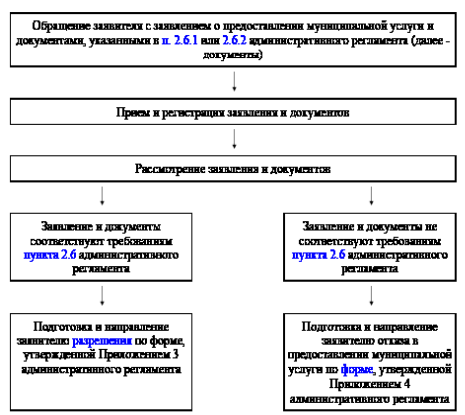 Обращение заявителя с заявлением о предоставлении муниципальной услуги и
документами, указанными в п. 2.6.1 или 2.6.2 административного регламента (далее -
документы)
Прием и регистрация заявления и документов
Рассмотрение заявления и документов
Заявление и документы
соответствуют требованиям
пункта 2.6 административного
регламента
Заявление и документы не
соответствуют требованиям
пункта 2.6 административного
регламента
Подготовка и направление
заявителю разрешения по форме,
утвержденной Приложением 3
административного регламента
Подготовки и направление
заявителю отказа в
предоставлении муниципальной
услуги по форме, утвержденной
Приложением 4
административного регламента